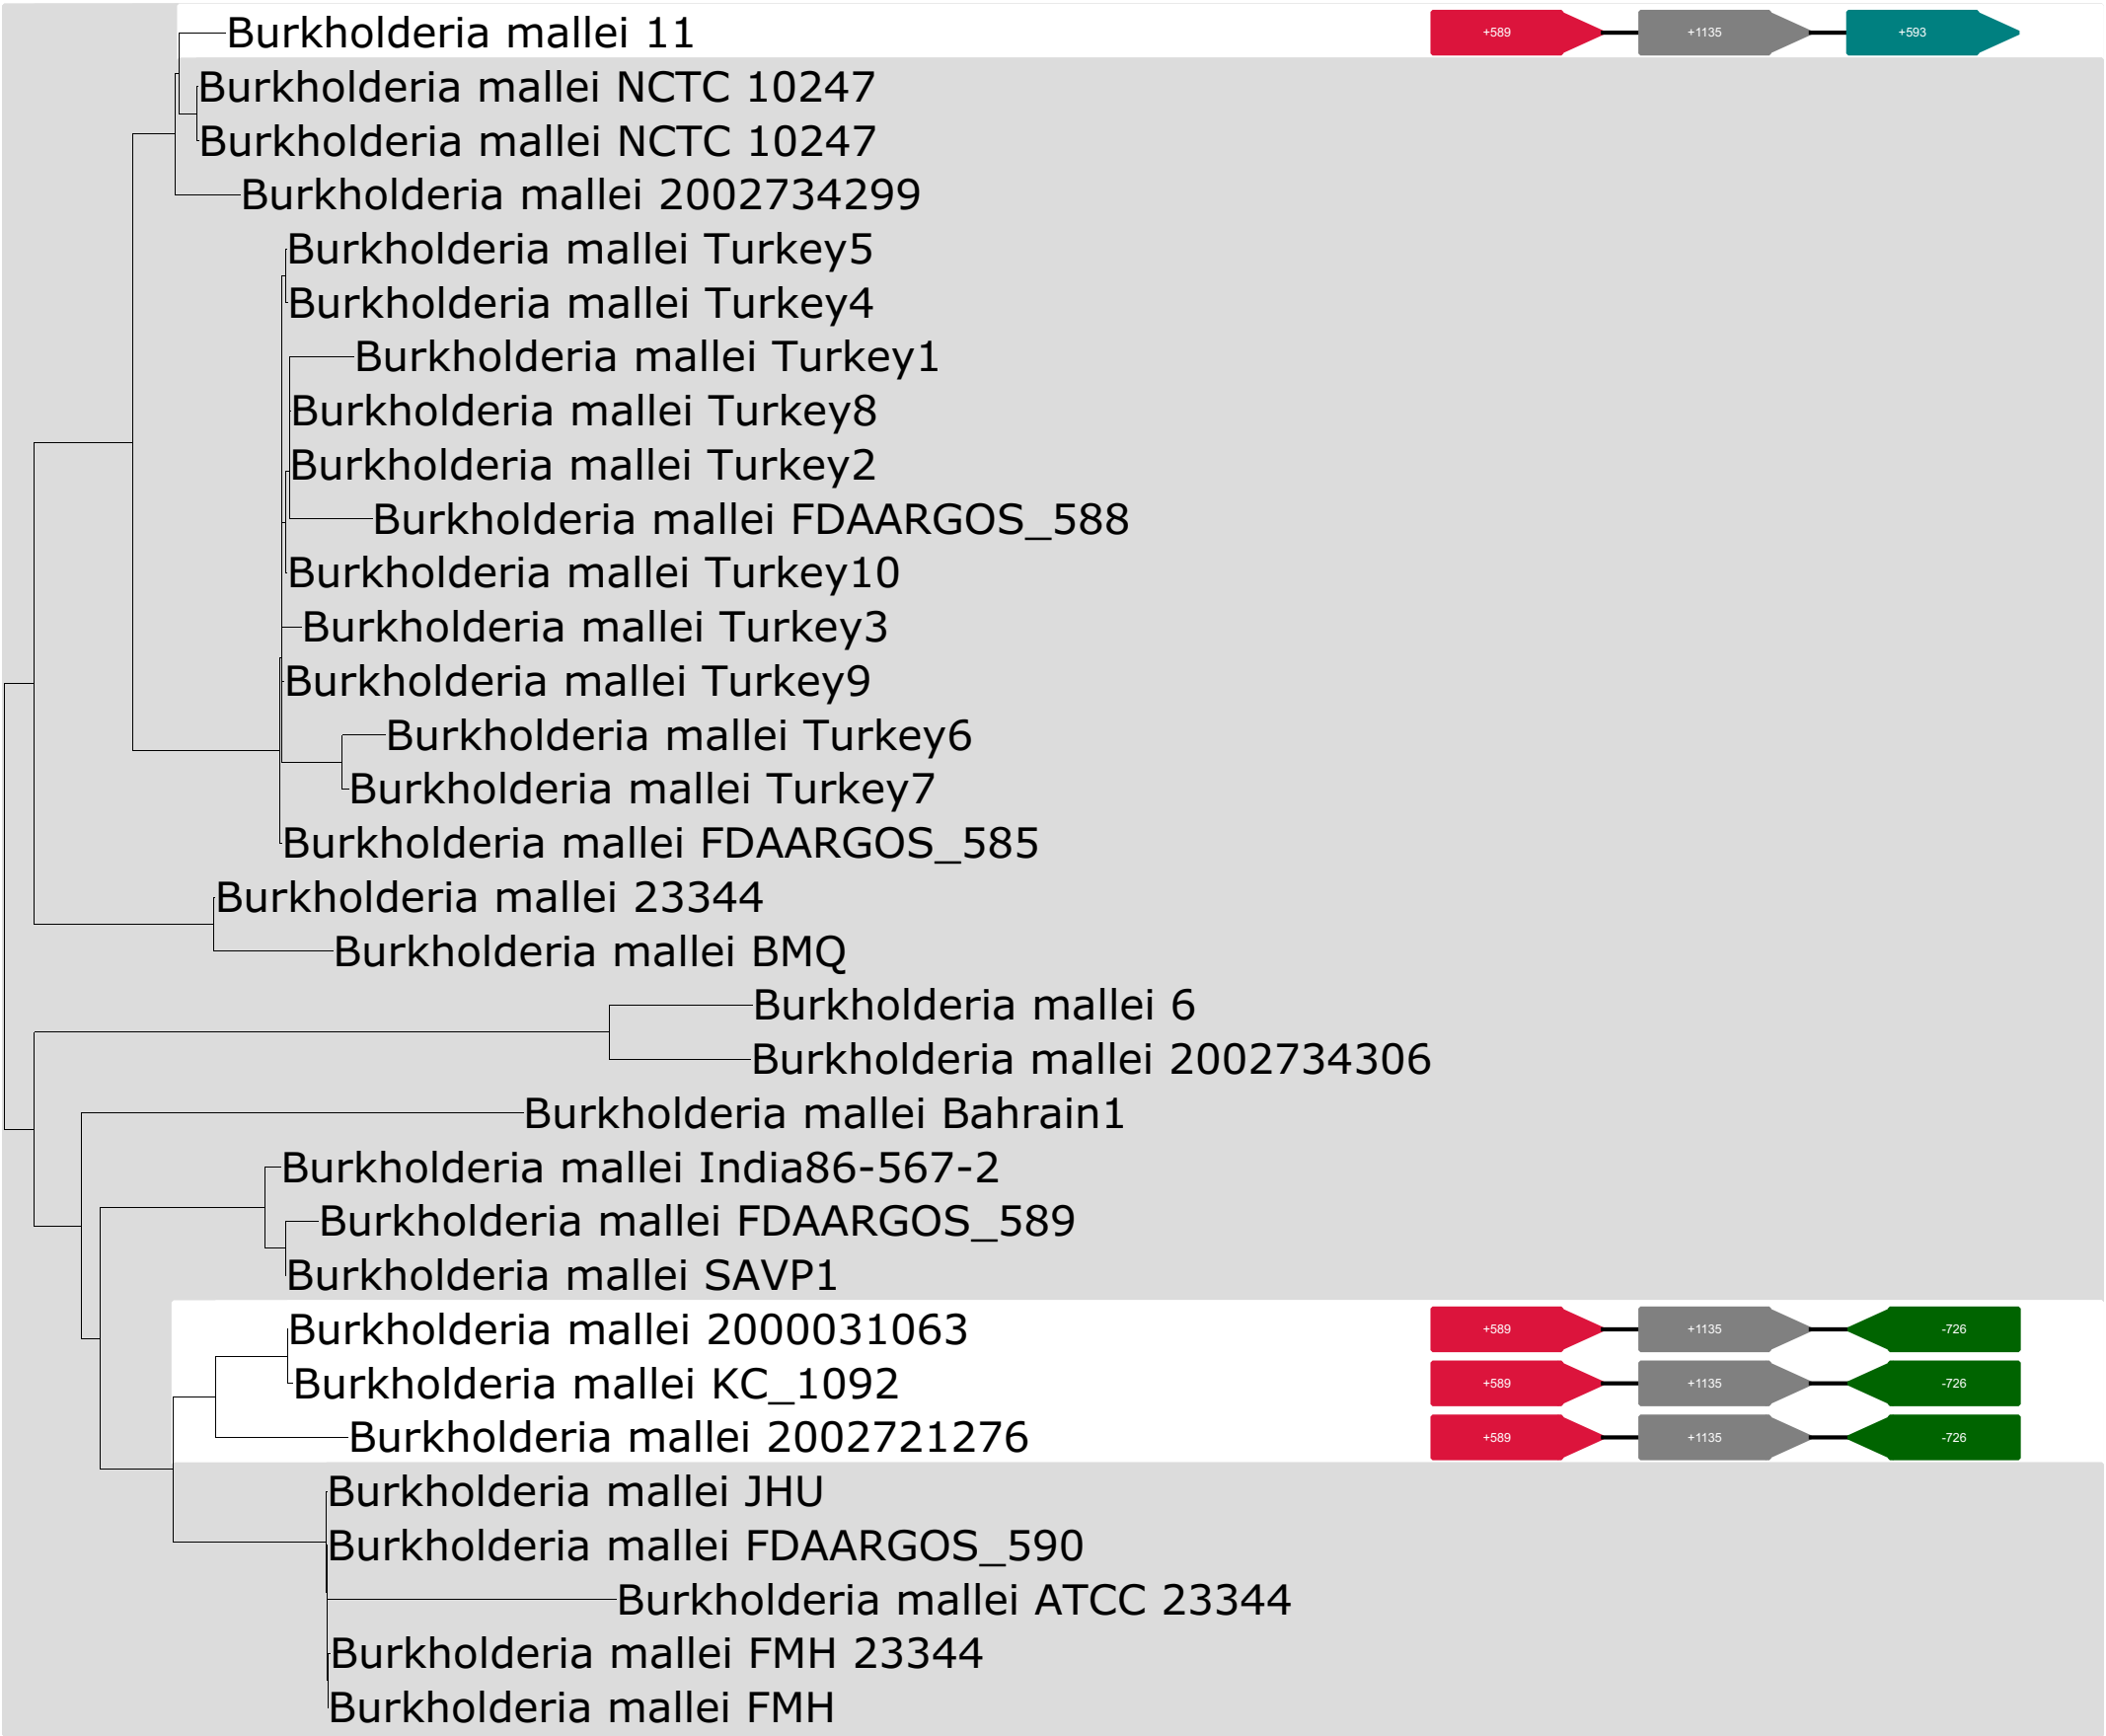 Burkholderia mallei 11 +589 +1135 +593
Burkholderia mallei NCTC 10247
Burkholderia mallei NCTC 10247
Burkholderia mallei 2002734299
Burkholderia mallei Turkey5
Burkholderia mallei Turkey4
Burkholderia mallei Turkey1
Burkholderia mallei Turkey8
Burkholderia mallei Turkey2
Burkholderia mallei FDAARGOS_588
Burkholderia mallei Turkey10
Burkholderia mallei Turkey3
Burkholderia mallei Turkey9
Burkholderia mallei Turkey6
Burkholderia mallei Turkey7
Burkholderia mallei FDAARGOS_585
Burkholderia mallei 23344
Burkholderia mallei BMQ
Burkholderia mallei 6
Burkholderia mallei 2002734306
Burkholderia mallei Bahrain1
Burkholderia mallei India86-567-2
Burkholderia mallei FDAARGOS_589
Burkholderia mallei SAVP1
Burkholderia mallei 2000031063 +589 +1135 -726
Burkholderia mallei KC_1092 +589 +1135 -726
Burkholderia mallei 2002721276 +589 +1135 -726
Burkholderia mallei JHU
Burkholderia mallei FDAARGOS_590
Burkholderia mallei ATCC 23344
Burkholderia mallei FMH 23344
Burkholderia mallei FMH